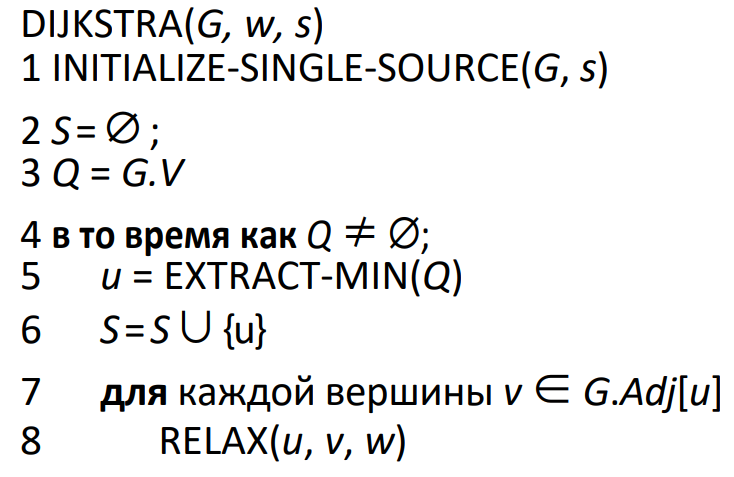 DIJKSTRA(G, w, s)
1 INITIALIZE-SINGLE-SOURCE(G, s)
2 S = ∅ ;
3 Q = G.V
4 в то время как Q ≠ ∅;
5 u = EXTRACT-MIN(Q)
6 S = S ∪ {u}
7 для каждой вершины v ∈ G.Adj[u]
8 RELAX(u, v, w)